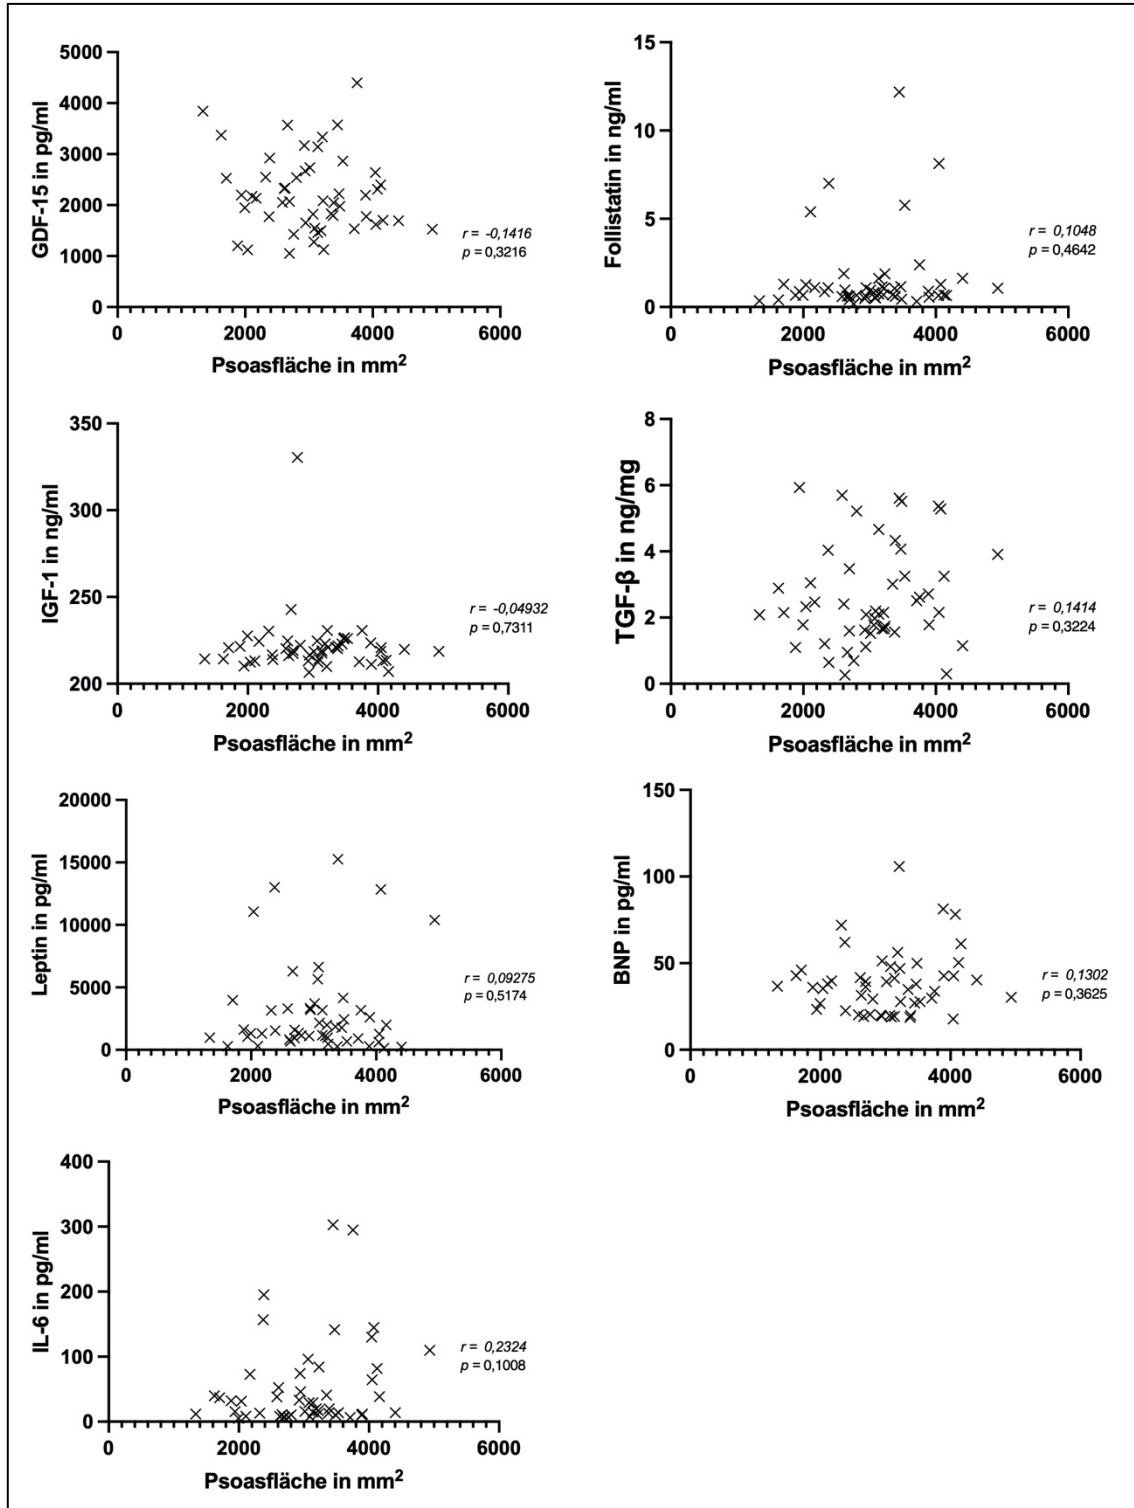 5000
4000
3000
2000
1000
0
GDF-15 in pg/ml
0 2000 4000 6000
Psoasfläche in mm²
r = -0,1416
p = 0,3216
15
10
5
0
Follistatin in ng/ml
0 2000 4000 6000
Psoasfläche in mm²
r = 0,1048
p = 0,4642
350
300
250
200
IGF-1 in ng/ml
0 2000 4000 6000
Psoasfläche in mm²
r = -0,04932
p = 0,7311
8
6
4
2
0
TGF-β in ng/mg
0 2000 4000 6000
Psoasfläche in mm²
r = 0,1414
p = 0,3224
20000
15000
10000
5000
0
Leptin in pg/ml
0 2000 4000 6000
Psoasfläche in mm²
r = 0,09275
p = 0,5174
150
100
50
0
BNP in pg/ml
0 2000 4000 6000
Psoasfläche in mm²
r = 0,1302
p = 0,3625
400
300
200
100
0
IL-6 in pg/ml
0 2000 4000 6000
Psoasfläche in mm²
r = 0,2324
p = 0,1008